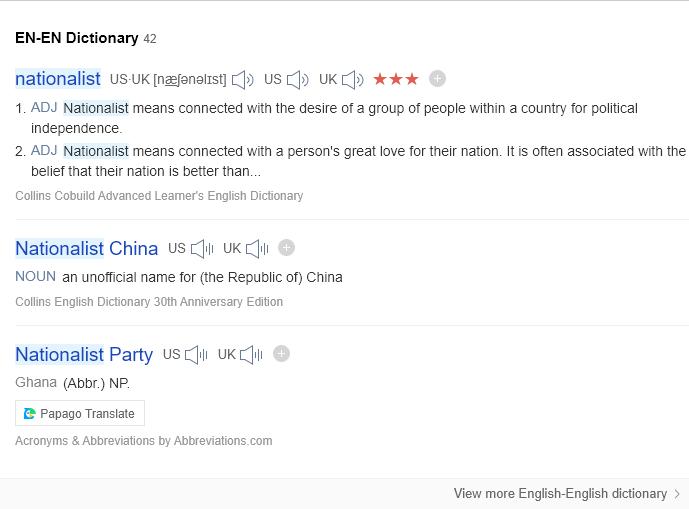 EN-EN Dictionary 42
nationalist US·UK [næʃənəlɪst] US UK ★★★
1. ADJ Nationalist means connected with the desire of a group of people within a country for political
independence.
2. ADJ Nationalist means connected with a person's great love for their nation. It is often associated with the
belief that their nation is better than...
Collins Cobuild Advanced Learner's English Dictionary
Nationalist China US UK
NOUN an unofficial name for (the Republic of) China
Collins English Dictionary 30th Anniversary Edition
Nationalist Party US UK
Ghana (Abbr.) NP.
Papago Translate
Acronyms & Abbreviations by Abbreviations.com
View more English-English dictionary